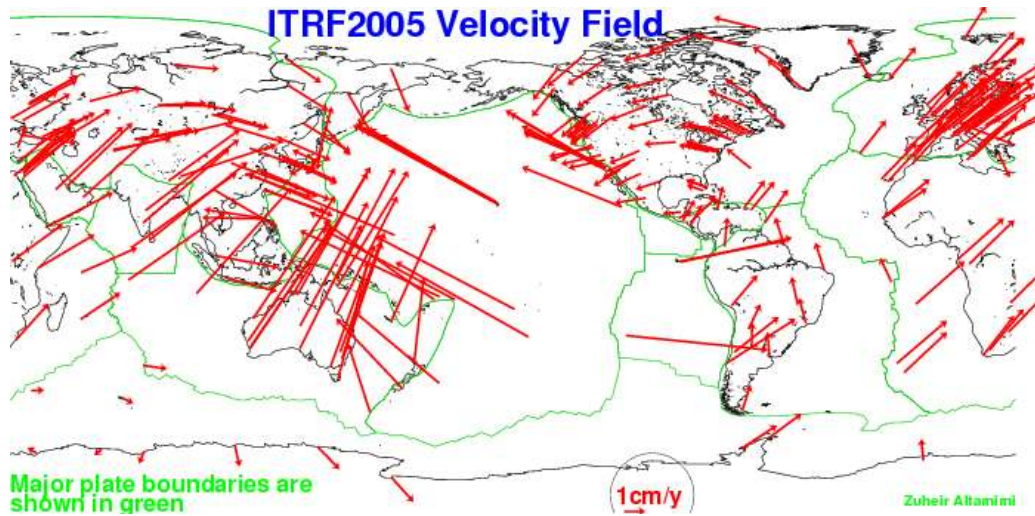 ITRF2005 Velocity Field
Major plate boundaries are
shown in green
1cm/y
Zuheir Altamimi